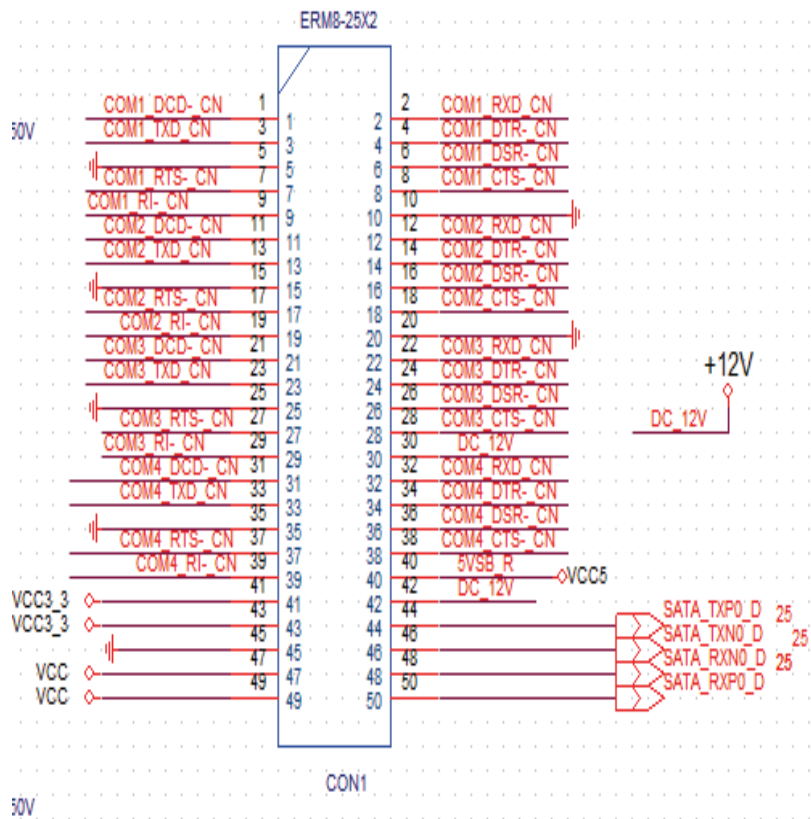 ERM8-25X2
COM1_DCD-_CN 1 1 2 2 COM1_RXD_CN
50V COM1_TXD_CN 3 3 4 4 COM1_DTR-_CN
5 5 6 6 COM1_DSR-_CN
COM1_RTS-_CN 7 7 8 8 COM1_CTS-_CN
COM1_RI-_CN 9 9 10 10
COM2_DCD-_CN 11 11 12 12 COM2_RXD_CN
COM2_TXD_CN 13 13 14 14 COM2_DTR-_CN
15 15 16 16 COM2_DSR-_CN
COM2_RTS-_CN 17 17 18 18 COM2_CTS-_CN
COM2_RI-_CN 19 19 20 20
COM3_DCD-_CN 21 21 22 22 COM3_RXD_CN
COM3_TXD_CN 23 23 24 24 COM3_DTR-_CN +12V
25 25 26 26 COM3_DSR-_CN
COM3_RTS-_CN 27 27 28 28 COM3_CTS-_CN DC_12V
COM3_RI-_CN 29 29 30 30 DC_12V
COM4_DCD-_CN 31 31 32 32 COM4_RXD_CN
COM4_TXD_CN 33 33 34 34 COM4_DTR-_CN
35 35 36 36 COM4_DSR-_CN
COM4_RTS-_CN 37 37 38 38 COM4_CTS-_CN
COM4_RI-_CN 39 39 40 40 5VSB_R VCC5
VCC3_3 41 41 42 42 DC_12V
VCC3_3 43 43 44 44 SATA_TXP0_D 25
45 45 46 46 SATA_TXN0_D 25
VCC 47 47 48 48 SATA_RXN0_D 25
VCC 49 49 50 50 SATA_RXP0_D
CON1
50V